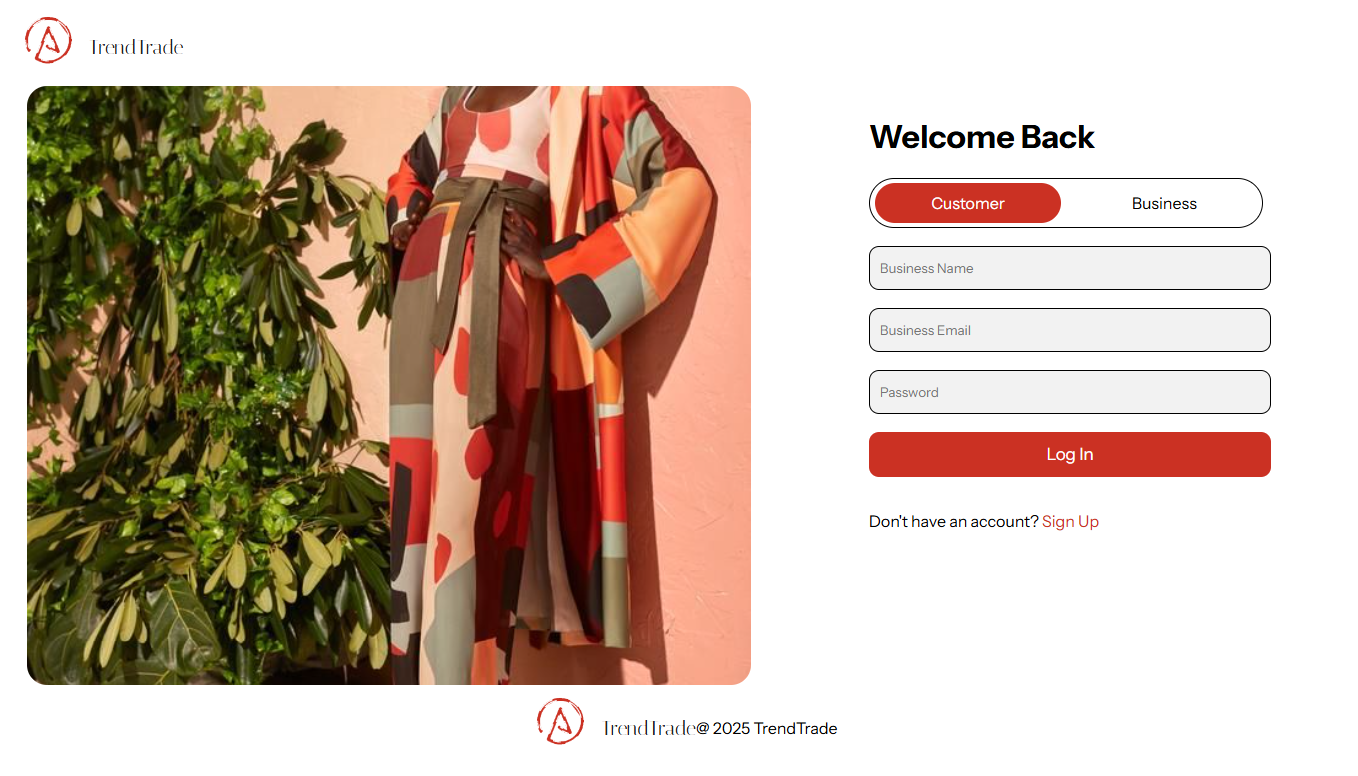 TrendTrade
Welcome Back
Customer Business
Business Name
Business Email
Password
Log In
Don't have an account? Sign Up
TrendTrade@ 2025 TrendTrade